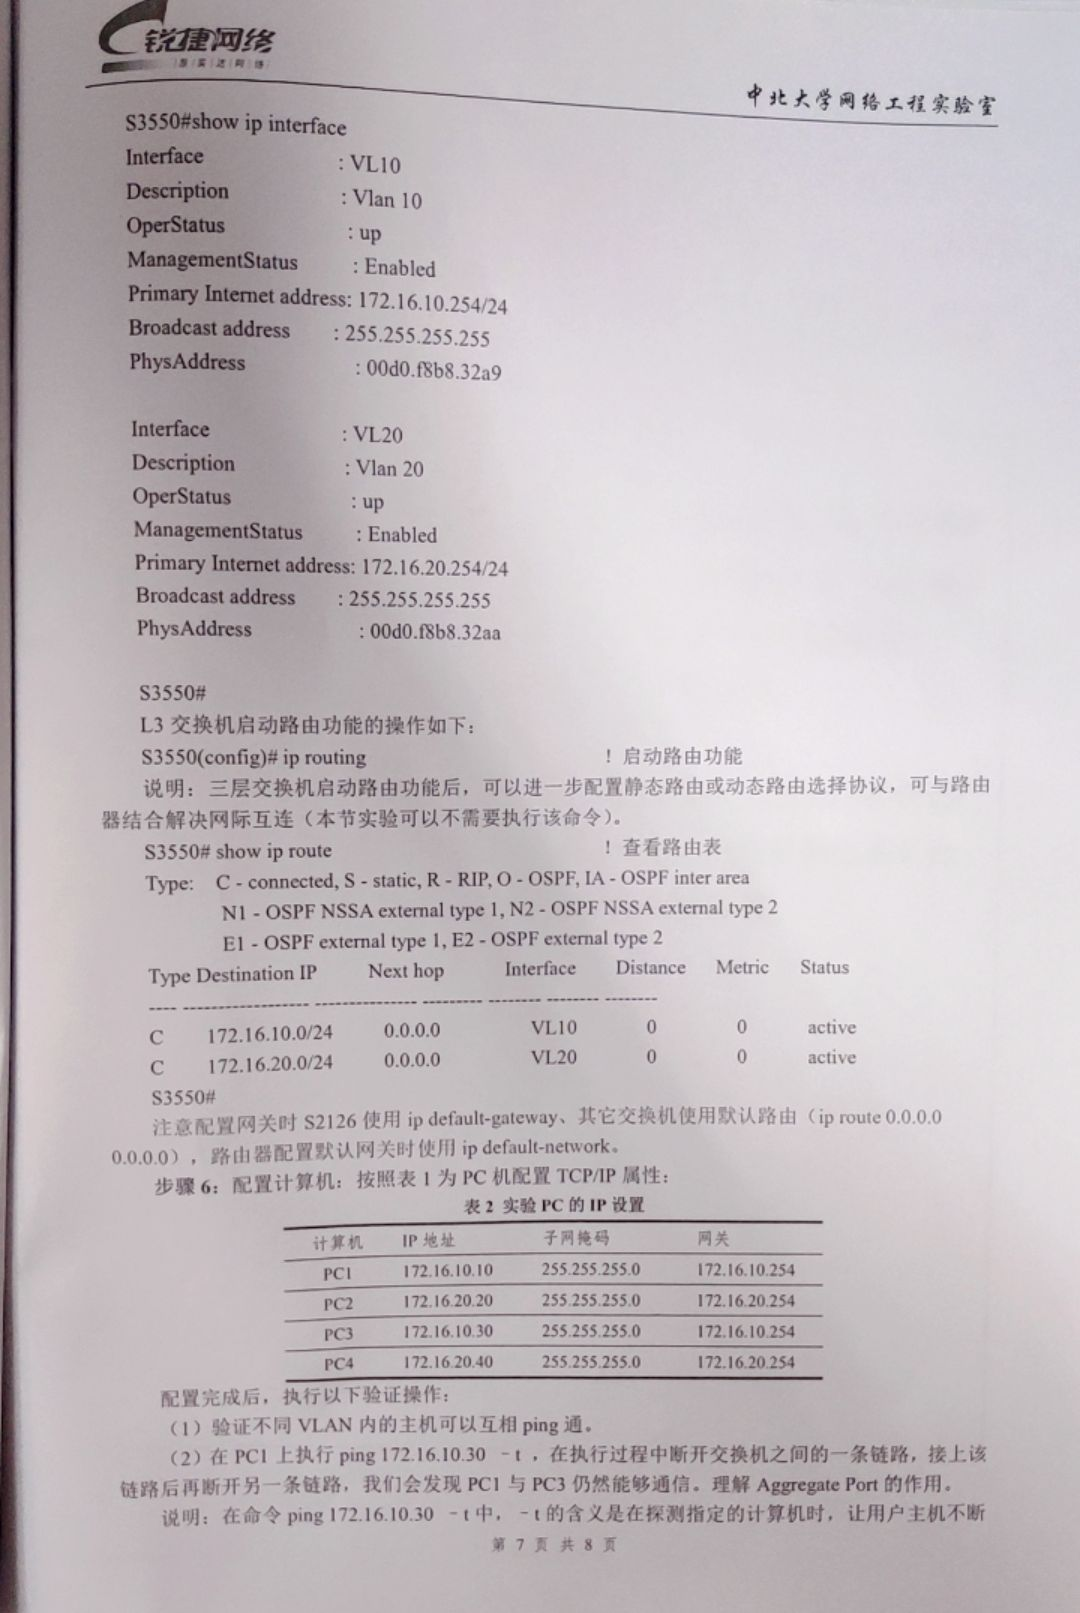 锐捷网络
中北大学网络工程实验室
S3550#show ip interface
Interface : VL10
Description : Vlan 10
OperStatus : up
ManagementStatus : Enabled
Primary Internet address: 172.16.10.254/24
Broadcast address : 255.255.255.255
PhysAddress : 00d0.f8b8.32a9
Interface : VL20
Description : Vlan 20
OperStatus : up
ManagementStatus : Enabled
Primary Internet address: 172.16.20.254/24
Broadcast address : 255.255.255.255
PhysAddress : 00d0.f8b8.32aa
S3550#
L3 交换机启动路由功能的操作如下：
S3550(config)# ip routing ！启动路由功能
说明：三层交换机启动路由功能后，可以进一步配置静态路由或动态路由选择协议，可与路由
器结合解决网际互连（本节实验可以不需要执行该命令）。
S3550# show ip route ！查看路由表
Type: C - connected, S - static, R - RIP, O - OSPF, IA - OSPF inter area
N1 - OSPF NSSA external type 1, N2 - OSPF NSSA external type 2
E1 - OSPF external type 1, E2 - OSPF external type 2
Type Destination IP Next hop Interface Distance Metric Status
---- ------------------ --------------- --------- -------- -------- --------
C 172.16.10.0/24 0.0.0.0 VL10 0 0 active
C 172.16.20.0/24 0.0.0.0 VL20 0 0 active
S3550#
注意配置网关时 S2126 使用 ip default-gateway、其它交换机使用默认路由（ip route 0.0.0.0
0.0.0.0），路由器配置默认网关时使用 ip default-network。
步骤 6：配置计算机：按照表 1 为 PC 机配置 TCP/IP 属性：
表 2 实验 PC 的 IP 设置
计算机 IP 地址 子网掩码 网关
PC1 172.16.10.10 255.255.255.0 172.16.10.254
PC2 172.16.20.20 255.255.255.0 172.16.20.254
PC3 172.16.10.30 255.255.255.0 172.16.10.254
PC4 172.16.20.40 255.255.255.0 172.16.20.254
配置完成后，执行以下验证操作：
（1）验证不同 VLAN 内的主机可以互相 ping 通。
（2）在 PC1 上执行 ping 172.16.10.30 －t ，在执行过程中断开交换机之间的一条链路，接上该
链路后再断开另一条链路，我们会发现 PC1 与 PC3 仍然能够通信。理解 Aggregate Port 的作用。
说明：在命令 ping 172.16.10.30 －t 中，－t 的含义是在探测指定的计算机时，让用户主机不断
第 7 页 共 8 页